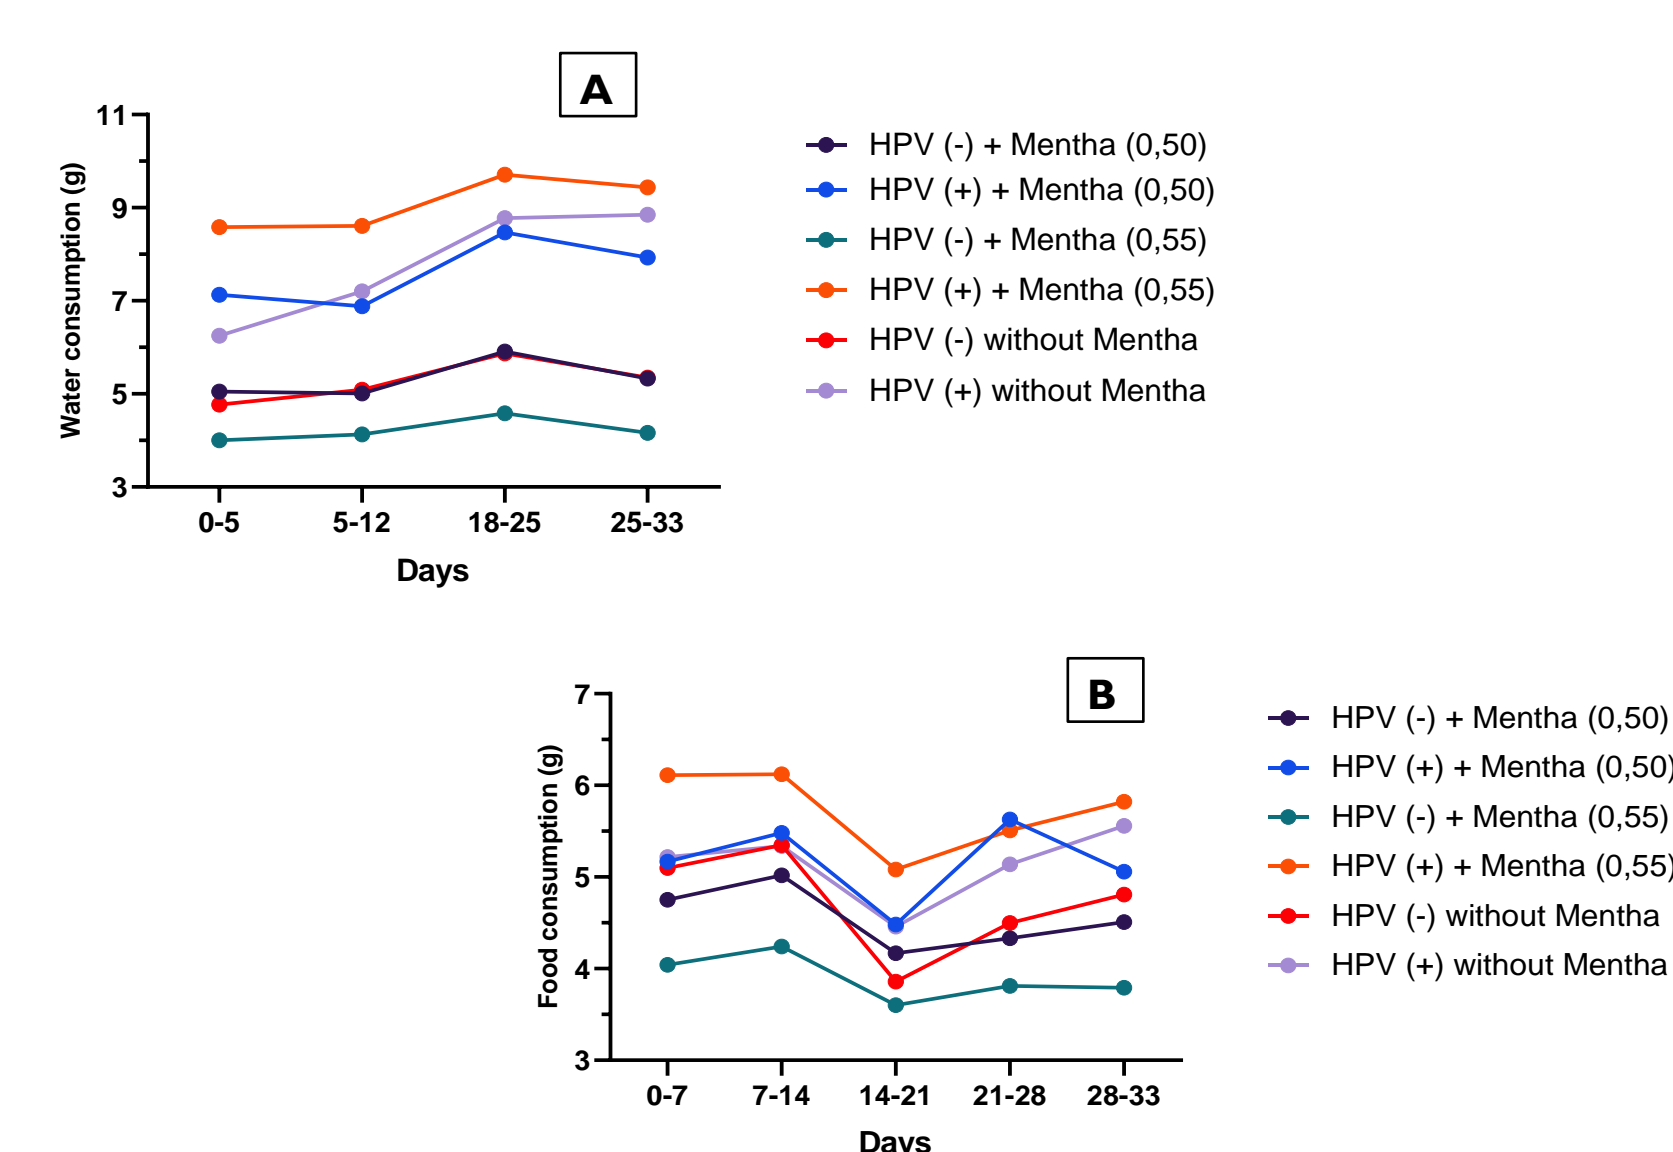 A
11
9
7
5
3
Water consumption (g)
0-5 5-12 18-25 25-33
Days
HPV (-) + Mentha (0,50)
HPV (+) + Mentha (0,50)
HPV (-) + Mentha (0,55)
HPV (+) + Mentha (0,55)
HPV (-) without Mentha
HPV (+) without Mentha
B
7
6
5
4
3
Food consumption (g)
0-7 7-14 14-21 21-28 28-33
Days
HPV (-) + Mentha (0,50)
HPV (+) + Mentha (0,50)
HPV (-) + Mentha (0,55)
HPV (+) + Mentha (0,55)
HPV (-) without Mentha
HPV (+) without Mentha